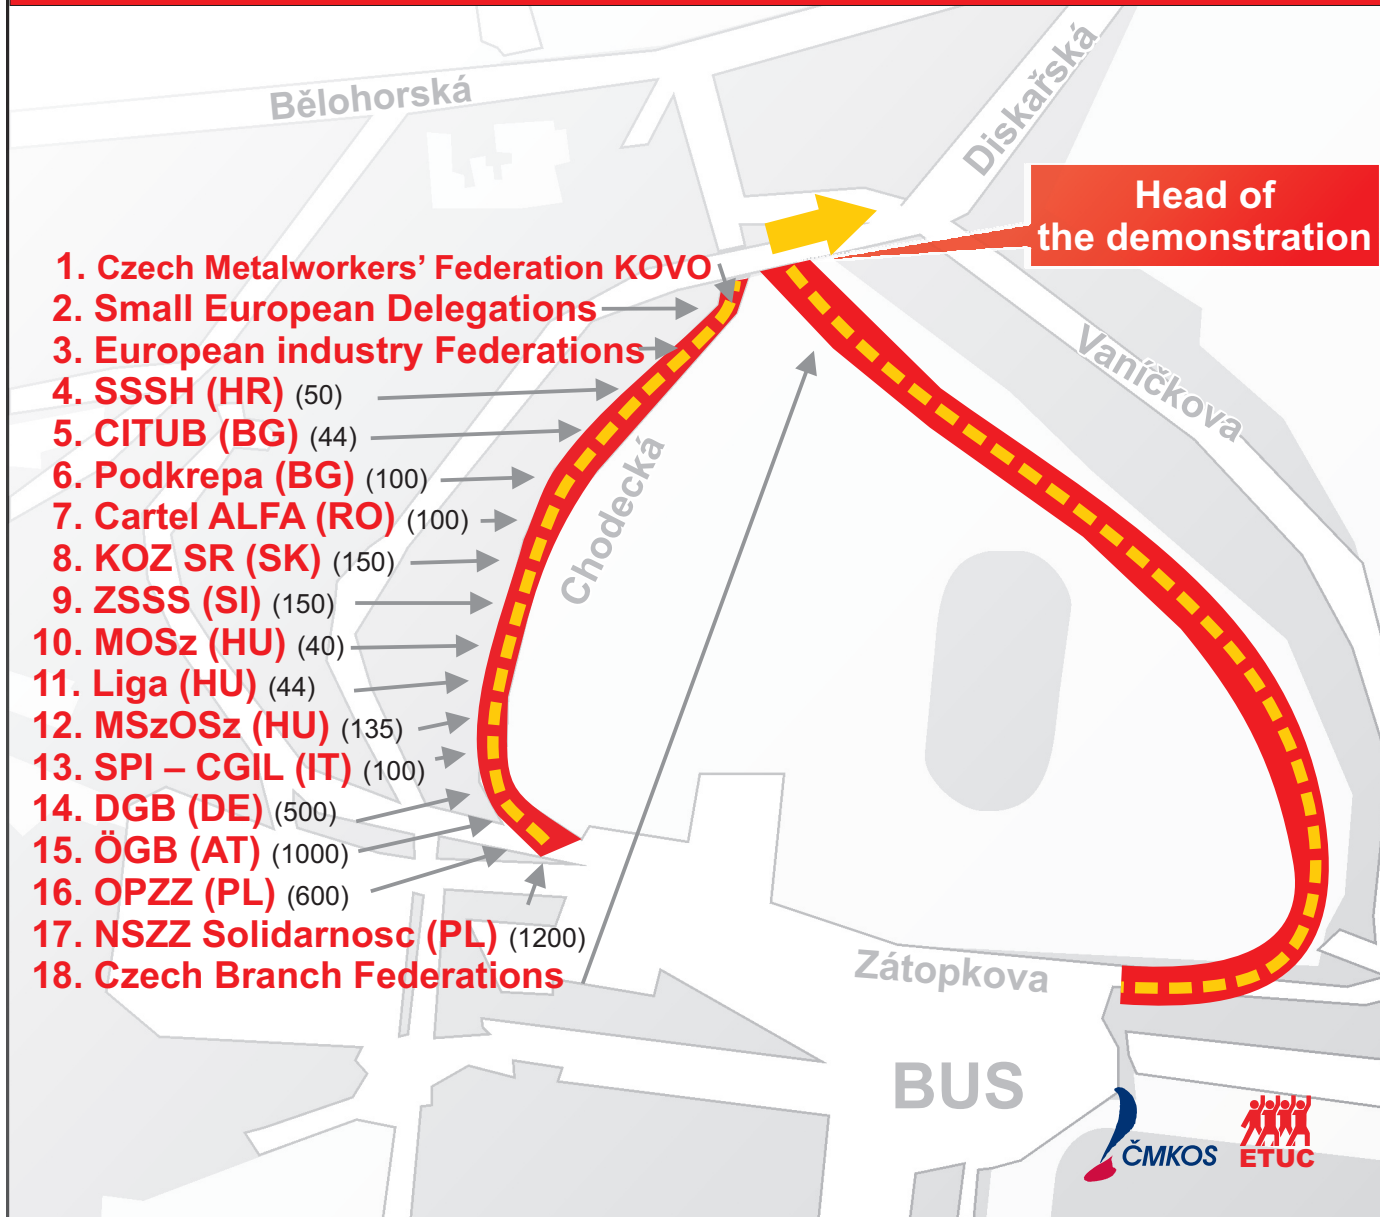 Bělohorská
Diskařská
Head of
the demonstration
1. Czech Metalworkers’ Federation KOVO
2. Small European Delegations
3. European industry Federations
4. SSSH (HR) (50)
5. CITUB (BG) (44)
6. Podkrepa (BG) (100)
7. Cartel ALFA (RO) (100)
8. KOZ SR (SK) (150)
9. ZSSS (SI) (150)
10. MOSz (HU) (40)
11. Liga (HU) (44)
12. MSzOSz (HU) (135)
13. SPI – CGIL (IT) (100)
14. DGB (DE) (500)
15. ÖGB (AT) (1000)
16. OPZZ (PL) (600)
17. NSZZ Solidarnosc (PL) (1200)
18. Czech Branch Federations
Vaníčkova
Chodecká
Zátopkova
BUS
ČMKOS
ETUC